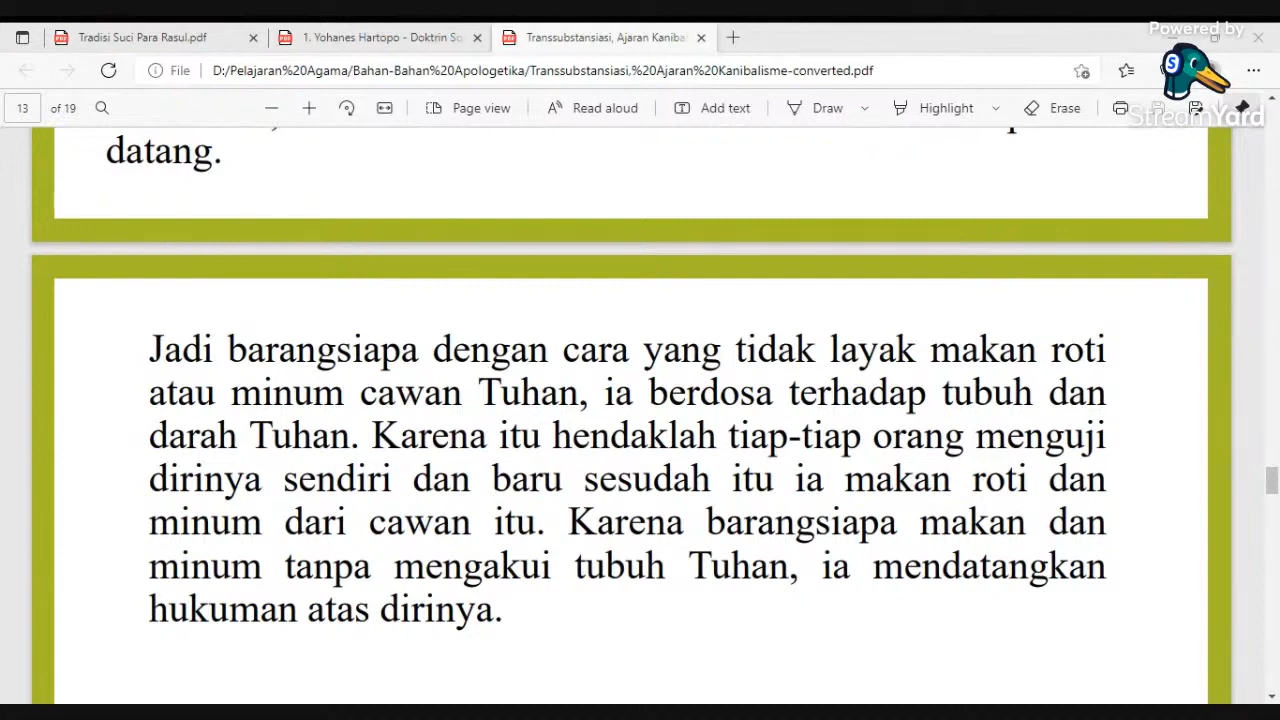 Powered by
Tradisi Suci Para Rasul.pdf
1. Yohanes Hartopo - Doktrin Su
Transsubstansiasi, Ajaran Kaniba
File
D:/Pelajaran%20Agama/Bahan-Bahan%20Apologetika/Transsubstansiasi,%20Ajaran%20Kanibalisme-converted.pdf
13 of 19
Page view
Read aloud
Add text
Draw
Highlight
Erase
StreamYard
datang.
Jadi barangsiapa dengan cara yang tidak layak makan roti
atau minum cawan Tuhan, ia berdosa terhadap tubuh dan
darah Tuhan. Karena itu hendaklah tiap-tiap orang menguji
dirinya sendiri dan baru sesudah itu ia makan roti dan
minum dari cawan itu. Karena barangsiapa makan dan
minum tanpa mengakui tubuh Tuhan, ia mendatangkan
hukuman atas dirinya.